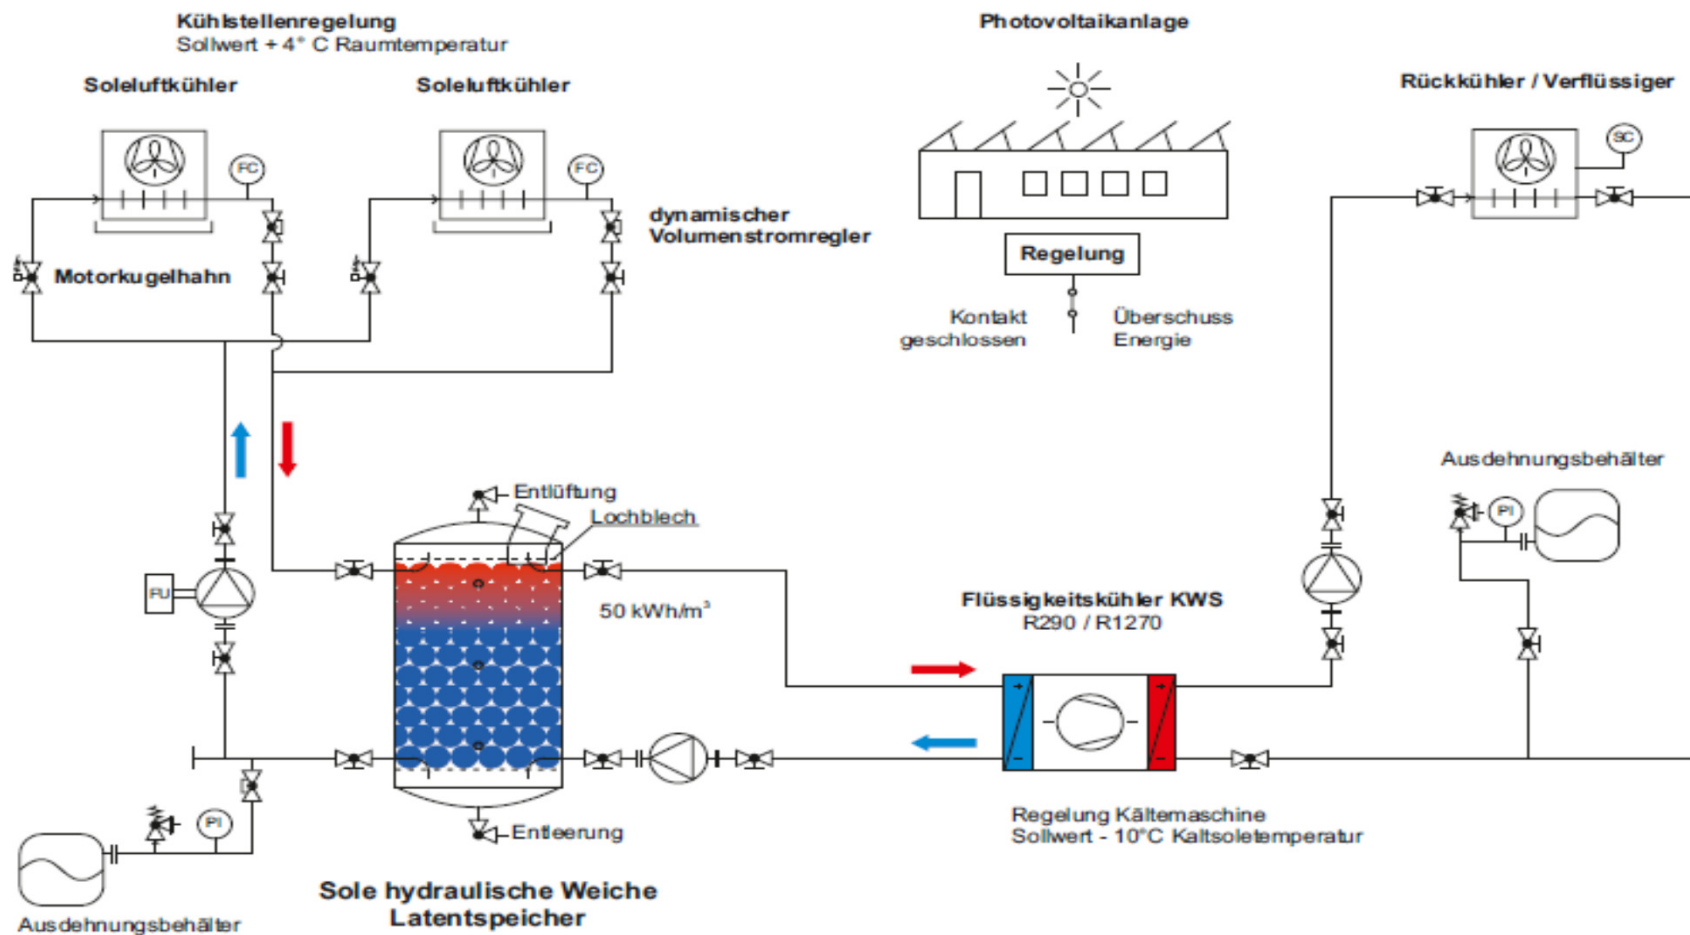 Kühlstellenregelung
Sollwert + 4° C Raumtemperatur
Photovoltaikanlage
Soleluftkühler
Soleluftkühler
Rückkühler / Verflüssiger
FC
FC
SC
dynamischer
Volumenstromregler
Motorkugelhahn
Regelung
Kontakt
geschlossen
Überschuss
Energie
Ausdehnungsbehälter
PI
Entlüftung
Lochblech
FU
50 kWh/m³
Flüssigkeitskühler KWS
R290 / R1270
Regelung Kältemaschine
Sollwert - 10°C Kaltsoletemperatur
PI
Entleerung
Sole hydraulische Weiche
Latentspeicher
Ausdehnungsbehälter